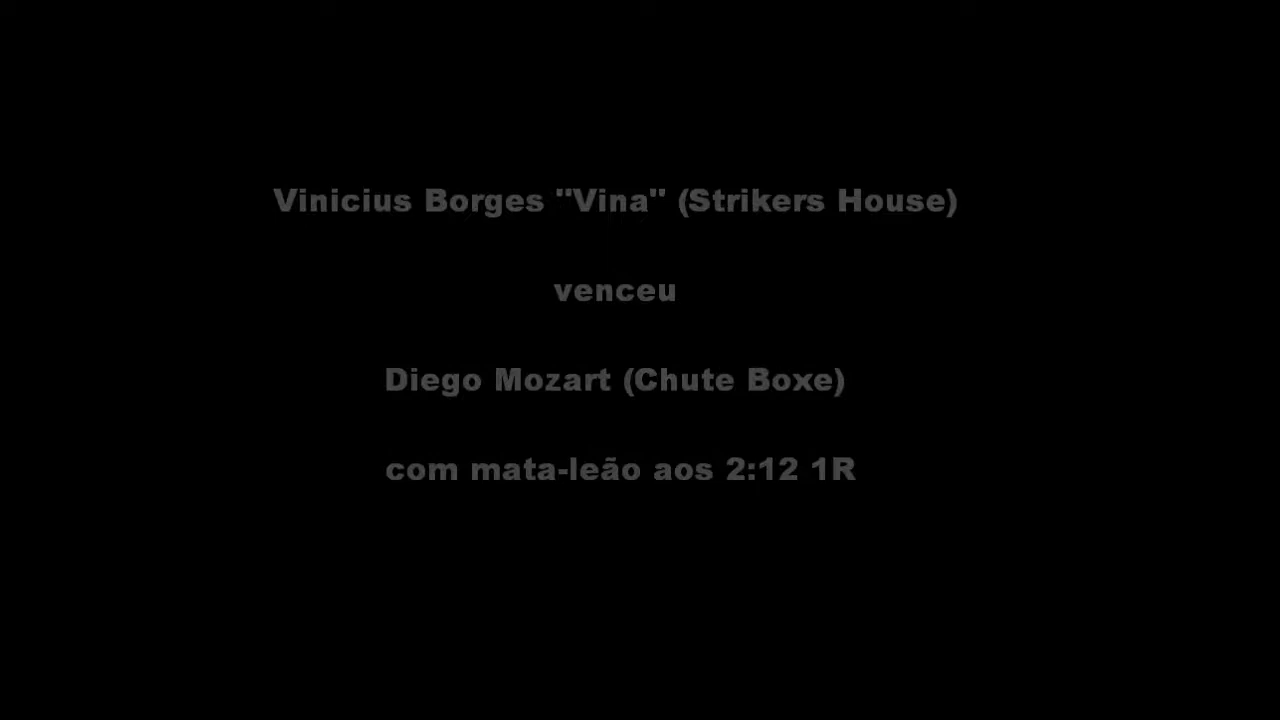 Vinicius Borges "Vina" (Strikers House)
venceu
Diego Mozart (Chute Boxe)
com mata-leão aos 2:12 1R